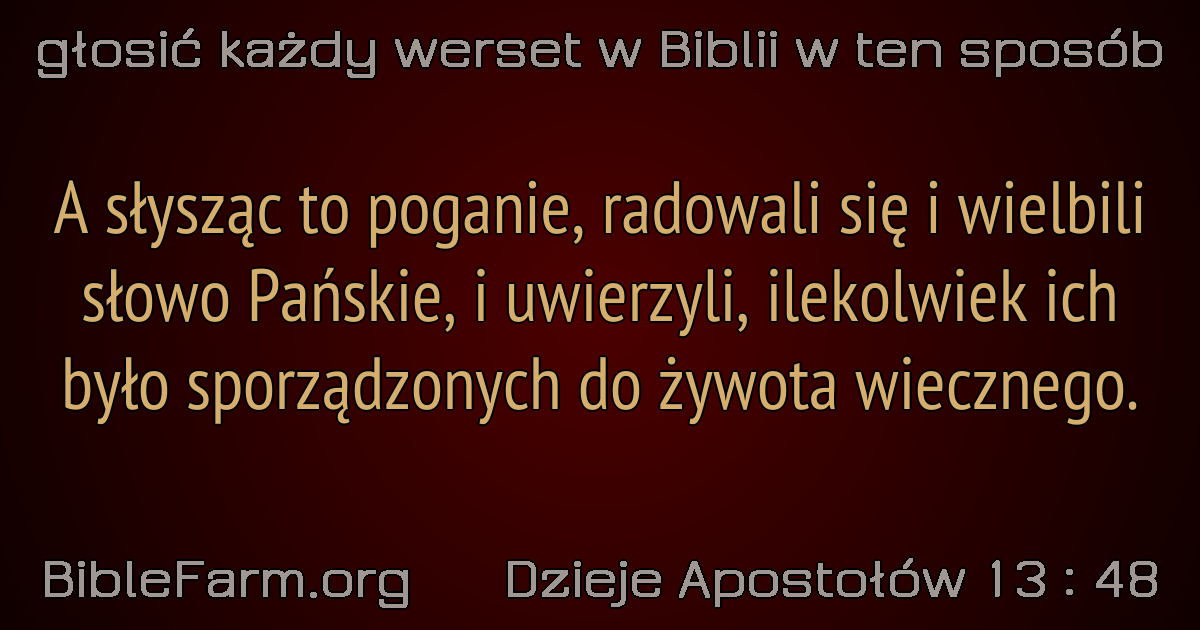 głosić każdy werset w Biblii w ten sposób
A słysząc to poganie, radowali się i wielbili
słowo Pańskie, i uwierzyli, ilekolwiek ich
było sporządzonych do żywota wiecznego.
BibleFarm.org Dzieje Apostołów 13 : 48